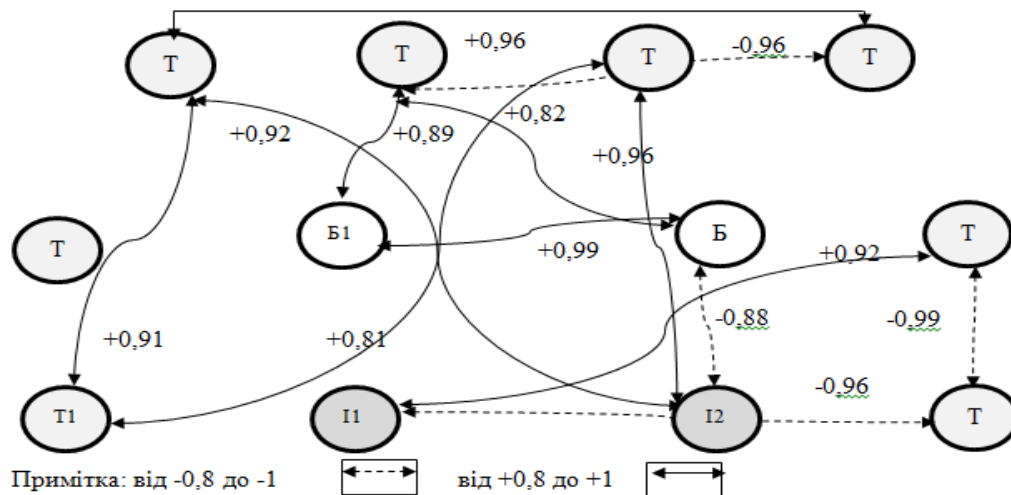 +0,96
-0,96
Т
Т
Т
Т
+0,92
+0,89
+0,82
+0,96
Т
Б1
Б
Т
+0,99
+0,92
+0,91
+0,81
-0,88
-0,99
-0,96
Т1
І1
І2
Т
Примітка: від -0,8 до -1
від +0,8 до +1